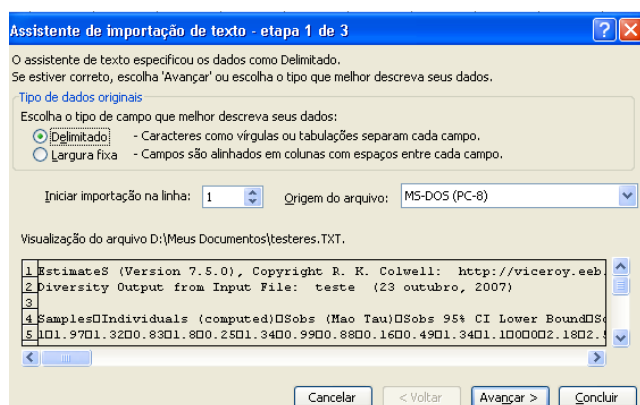 Assistente de importação de texto - etapa 1 de 3
O assistente de texto especificou os dados como Delimitado.
Se estiver correto, escolha 'Avançar' ou escolha o tipo que melhor descreva seus dados.
Tipo de dados originais
Escolha o tipo de campo que melhor descreva seus dados:
Delimitado - Caracteres como vírgulas ou tabulações separam cada campo.
Largura fixa - Campos são alinhados em colunas com espaços entre cada campo.
Iniciar importação na linha: 1 Origem do arquivo: MS-DOS (PC-8)
Visualização do arquivo D:\Meus Documentos\testeres.TXT.
1 EstimateS (Version 7.5.0), Copyright R. K. Colwell: http://viceroy.eeb.
2 Diversity Output from Input File: teste (23 outubro, 2007)
3
4 Samples□Individuals (computed)□Sobs (Mao Tau)□Sobs 95% CI Lower Bound□So
5 1□1.97□1.32□0.83□1.8□0.25□1.34□0.99□0.88□0.16□0.49□1.34□1.1□0□0□2.18□2.
Cancelar < Voltar Avançar > Concluir